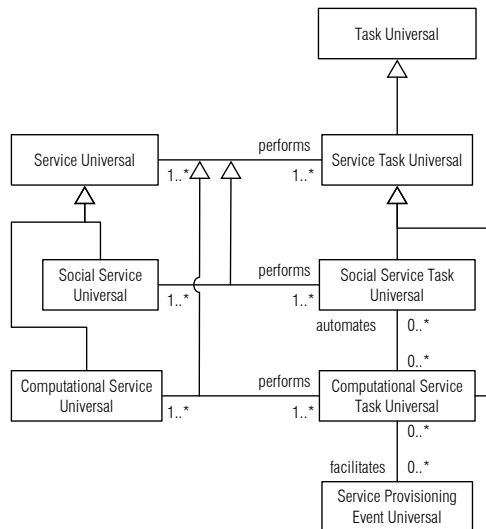 Task Universal
performs
Service Universal
Service Task Universal
1..*
1..*
performs
Social Service
Universal
Social Service Task
Universal
1..*
1..*
automates
0..*
0..*
performs
Computational Service
Universal
Computational Service
Task Universal
1..*
1..*
0..*
facilitates
0..*
Service Provisioning
Event Universal